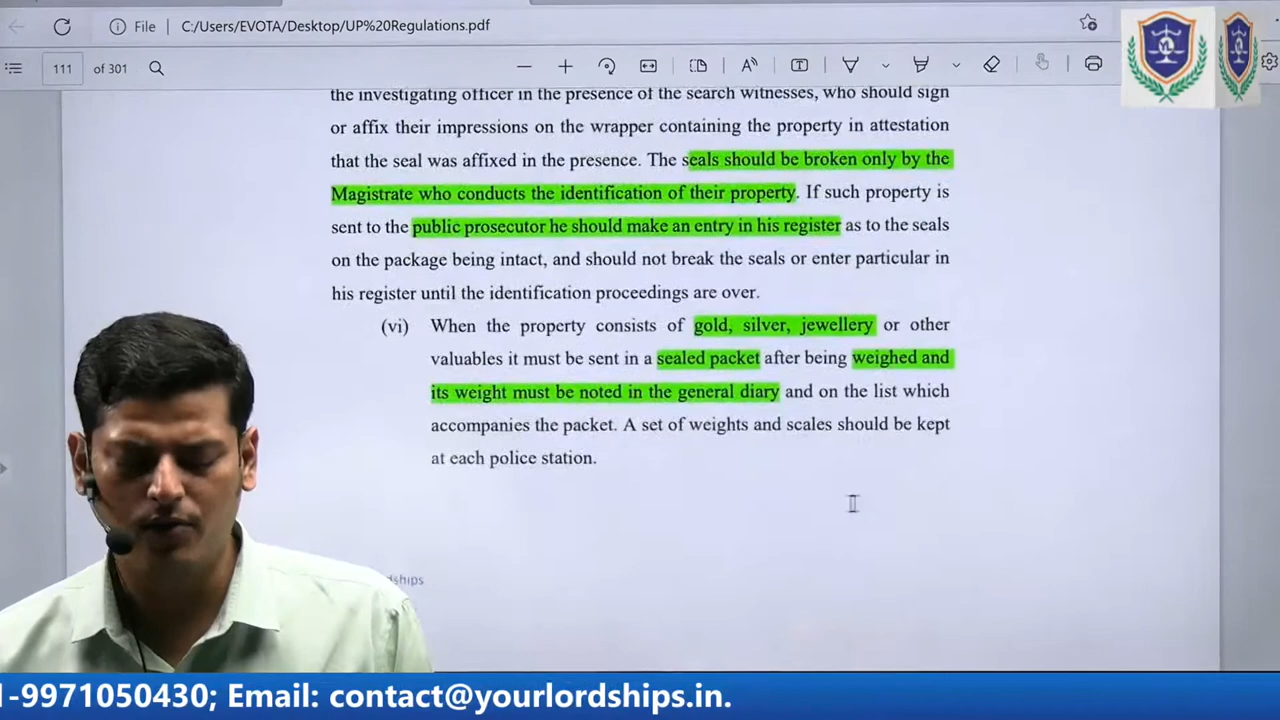 File
C:/Users/EVOTA/Desktop/UP%20Regulations.pdf
111 of 301
the investigating officer in the presence of the search witnesses, who should sign
or affix their impressions on the wrapper containing the property in attestation
that the seal was affixed in the presence. The seals should be broken only by the
Magistrate who conducts the identification of their property. If such property is
sent to the public prosecutor he should make an entry in his register as to the seals
on the package being intact, and should not break the seals or enter particular in
his register until the identification proceedings are over.
(vi) When the property consists of gold, silver, jewellery or other
valuables it must be sent in a sealed packet after being weighed and
its weight must be noted in the general diary and on the list which
accompanies the packet. A set of weights and scales should be kept
at each police station.
dships
1-9971050430; Email: contact@yourlordships.in.